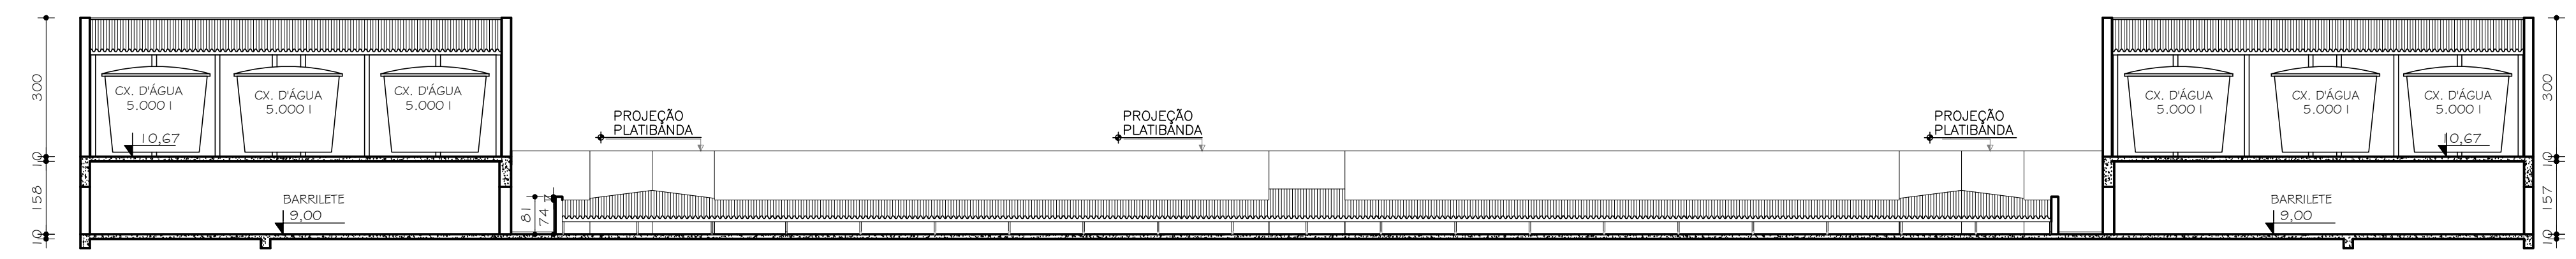 300
10
158
10
CX. D'ÁGUA
5.000 l
CX. D'ÁGUA
5.000 l
CX. D'ÁGUA
5.000 l
10,67
BARRILETE
9,00
81
74
7
PROJEÇÃO
PLATIBANDA
PROJEÇÃO
PLATIBANDA
PROJEÇÃO
PLATIBANDA
CX. D'ÁGUA
5.000 l
CX. D'ÁGUA
5.000 l
CX. D'ÁGUA
5.000 l
10,67
BARRILETE
9,00
300
10
157
10